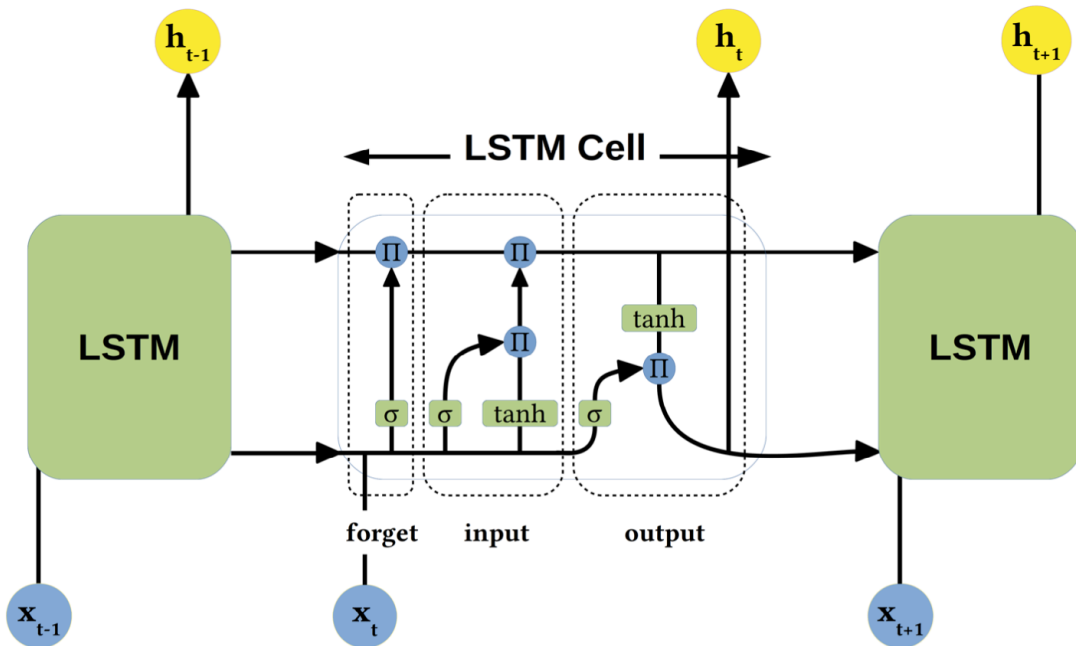 h t-1
h t
h t+1
LSTM Cell
Π
Π
LSTM
tanh
Π
Π
LSTM
σ
σ
tanh
σ
forget
input
output
x t-1
x t
x t+1